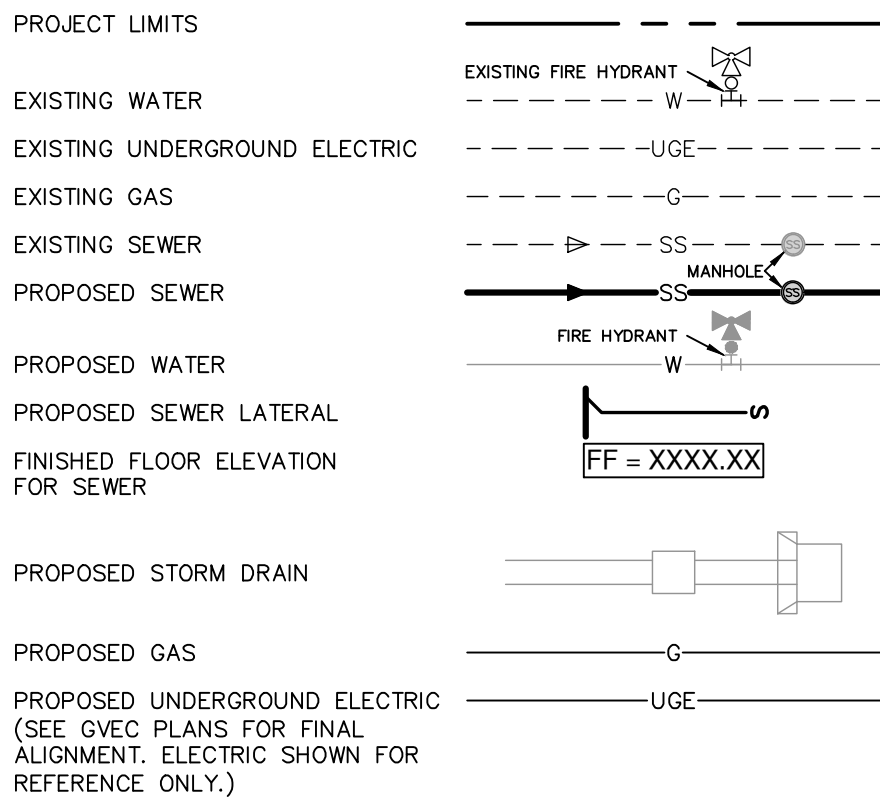 PROJECT LIMITS
EXISTING FIRE HYDRANT
EXISTING WATER W
EXISTING UNDERGROUND ELECTRIC UGE
EXISTING GAS G
EXISTING SEWER SS SS
MANHOLE
PROPOSED SEWER SS SS
FIRE HYDRANT
PROPOSED WATER W
PROPOSED SEWER LATERAL S
FINISHED FLOOR ELEVATION FF = XXXX.XX
FOR SEWER
PROPOSED STORM DRAIN
PROPOSED GAS G
PROPOSED UNDERGROUND ELECTRIC UGE
(SEE GVEC PLANS FOR FINAL
ALIGNMENT. ELECTRIC SHOWN FOR
REFERENCE ONLY.)